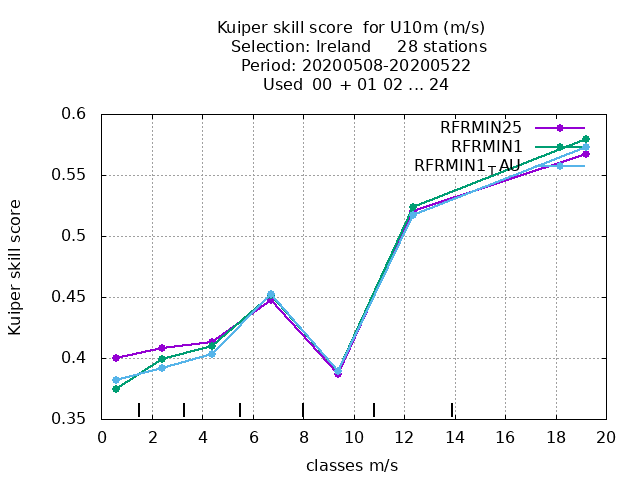 Kuiper skill score  for U10m (m/s)
Selection: Ireland     28 stations
Period: 20200508-20200522
Used  00 + 01 02 ... 24
0.6
0.55
0.5
0.45
0.4
0.35
Kuiper skill score
RFRMIN25
RFRMIN1
RFRMIN1TAU
0 2 4 6 8 10 12 14 16 18 20
classes m/s